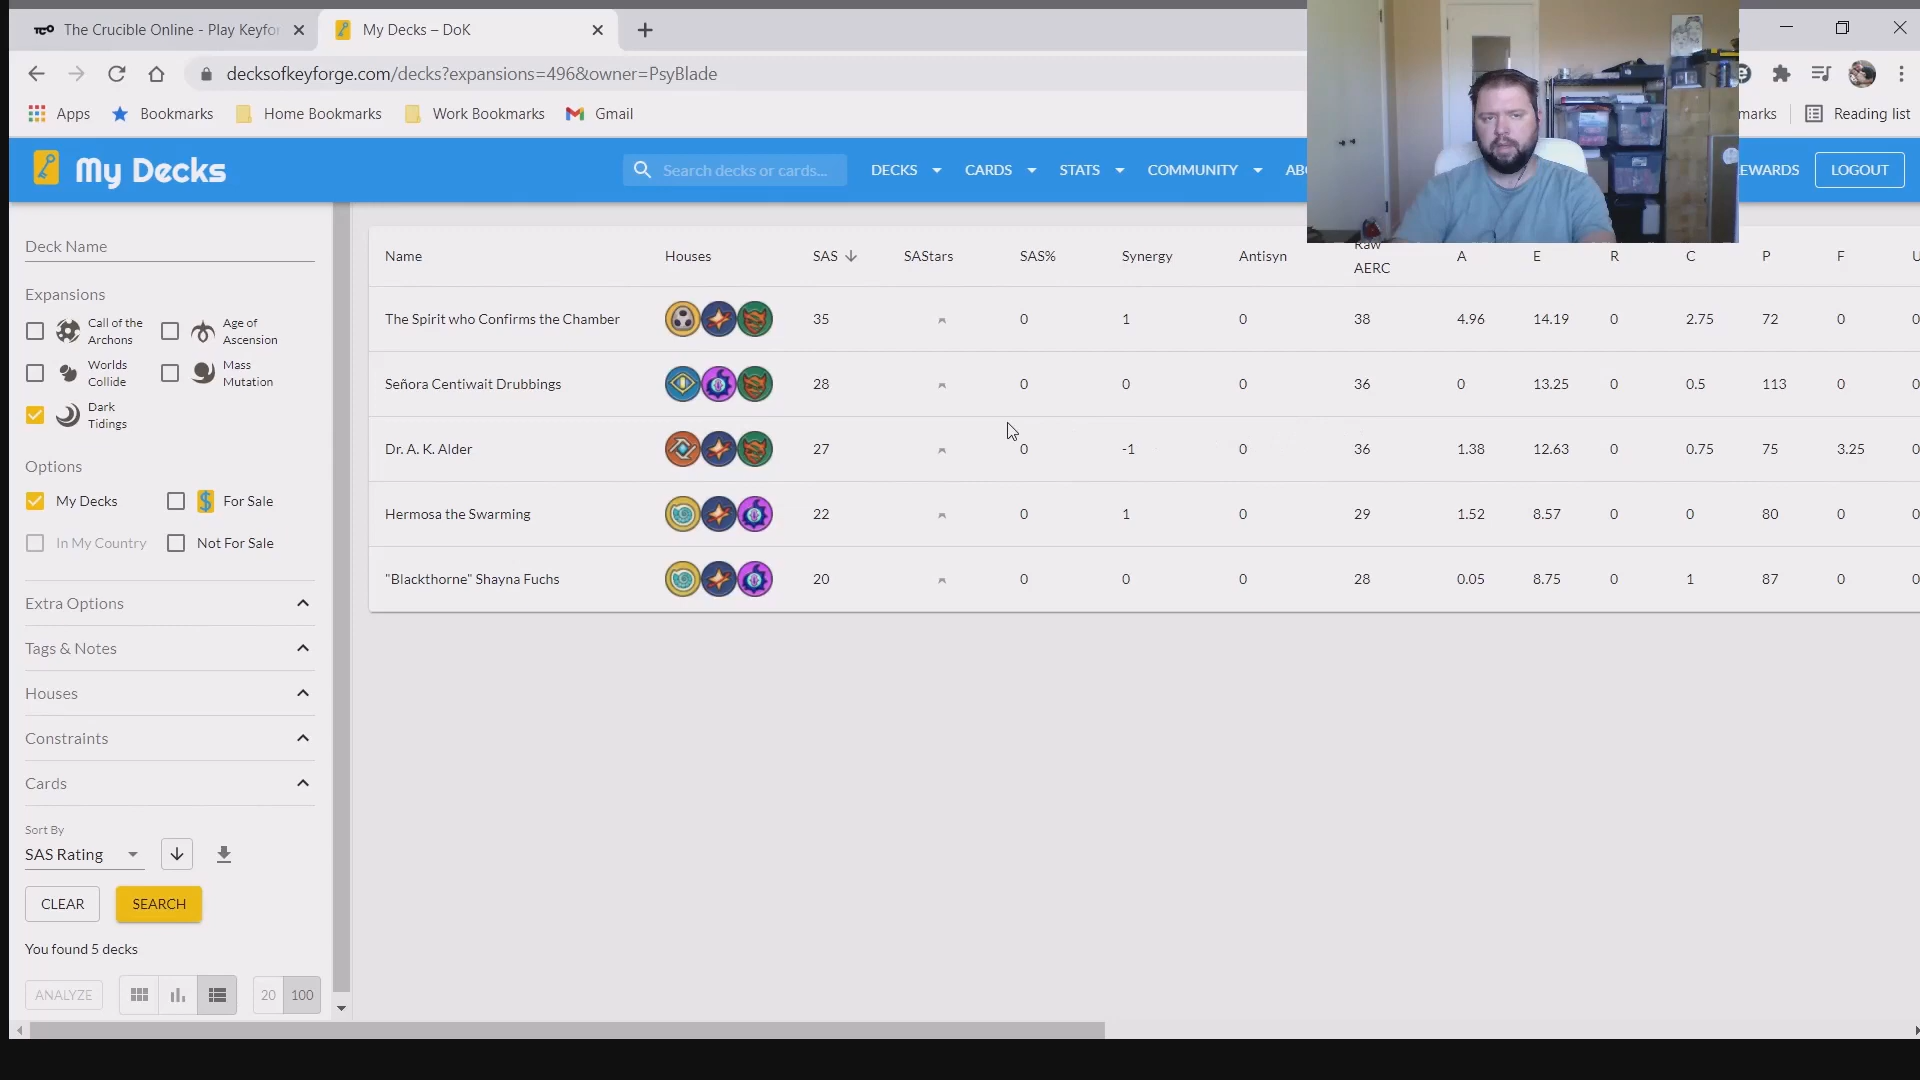 The Crucible Online - Play Keyfor
My Decks – DoK
decksofkeyforge.com/decks?expansions=496&owner=PsyBlade
Apps
Bookmarks
Home Bookmarks
Work Bookmarks
Gmail
marks
Reading list
My Decks
Search decks or cards...
DECKS
CARDS
STATS
COMMUNITY
AB
EWARDS
LOGOUT
Deck Name
Expansions
Call of the
Archons
Age of
Ascension
Worlds
Collide
Mass
Mutation
Dark
Tidings
Options
My Decks
$ For Sale
In My Country
Not For Sale
Extra Options
Tags & Notes
Houses
Constraints
Cards
Sort By
SAS Rating
CLEAR
SEARCH
You found 5 decks
ANALYZE
20
100
Name Houses SAS SAStars SAS% Synergy Antisyn Raw AERC A E R C P F U
The Spirit who Confirms the Chamber 35 0 1 0 38 4.96 14.19 0 2.75 72 0 0
Señora Centiwait Drubbings 28 0 0 0 36 0 13.25 0 0.5 113 0 0
Dr. A. K. Alder 27 0 -1 0 36 1.38 12.63 0 0.75 75 3.25 0
Hermosa the Swarming 22 0 1 0 29 1.52 8.57 0 0 80 0 0
"Blackthorne" Shayna Fuchs 20 0 0 0 28 0.05 8.75 0 1 87 0 0